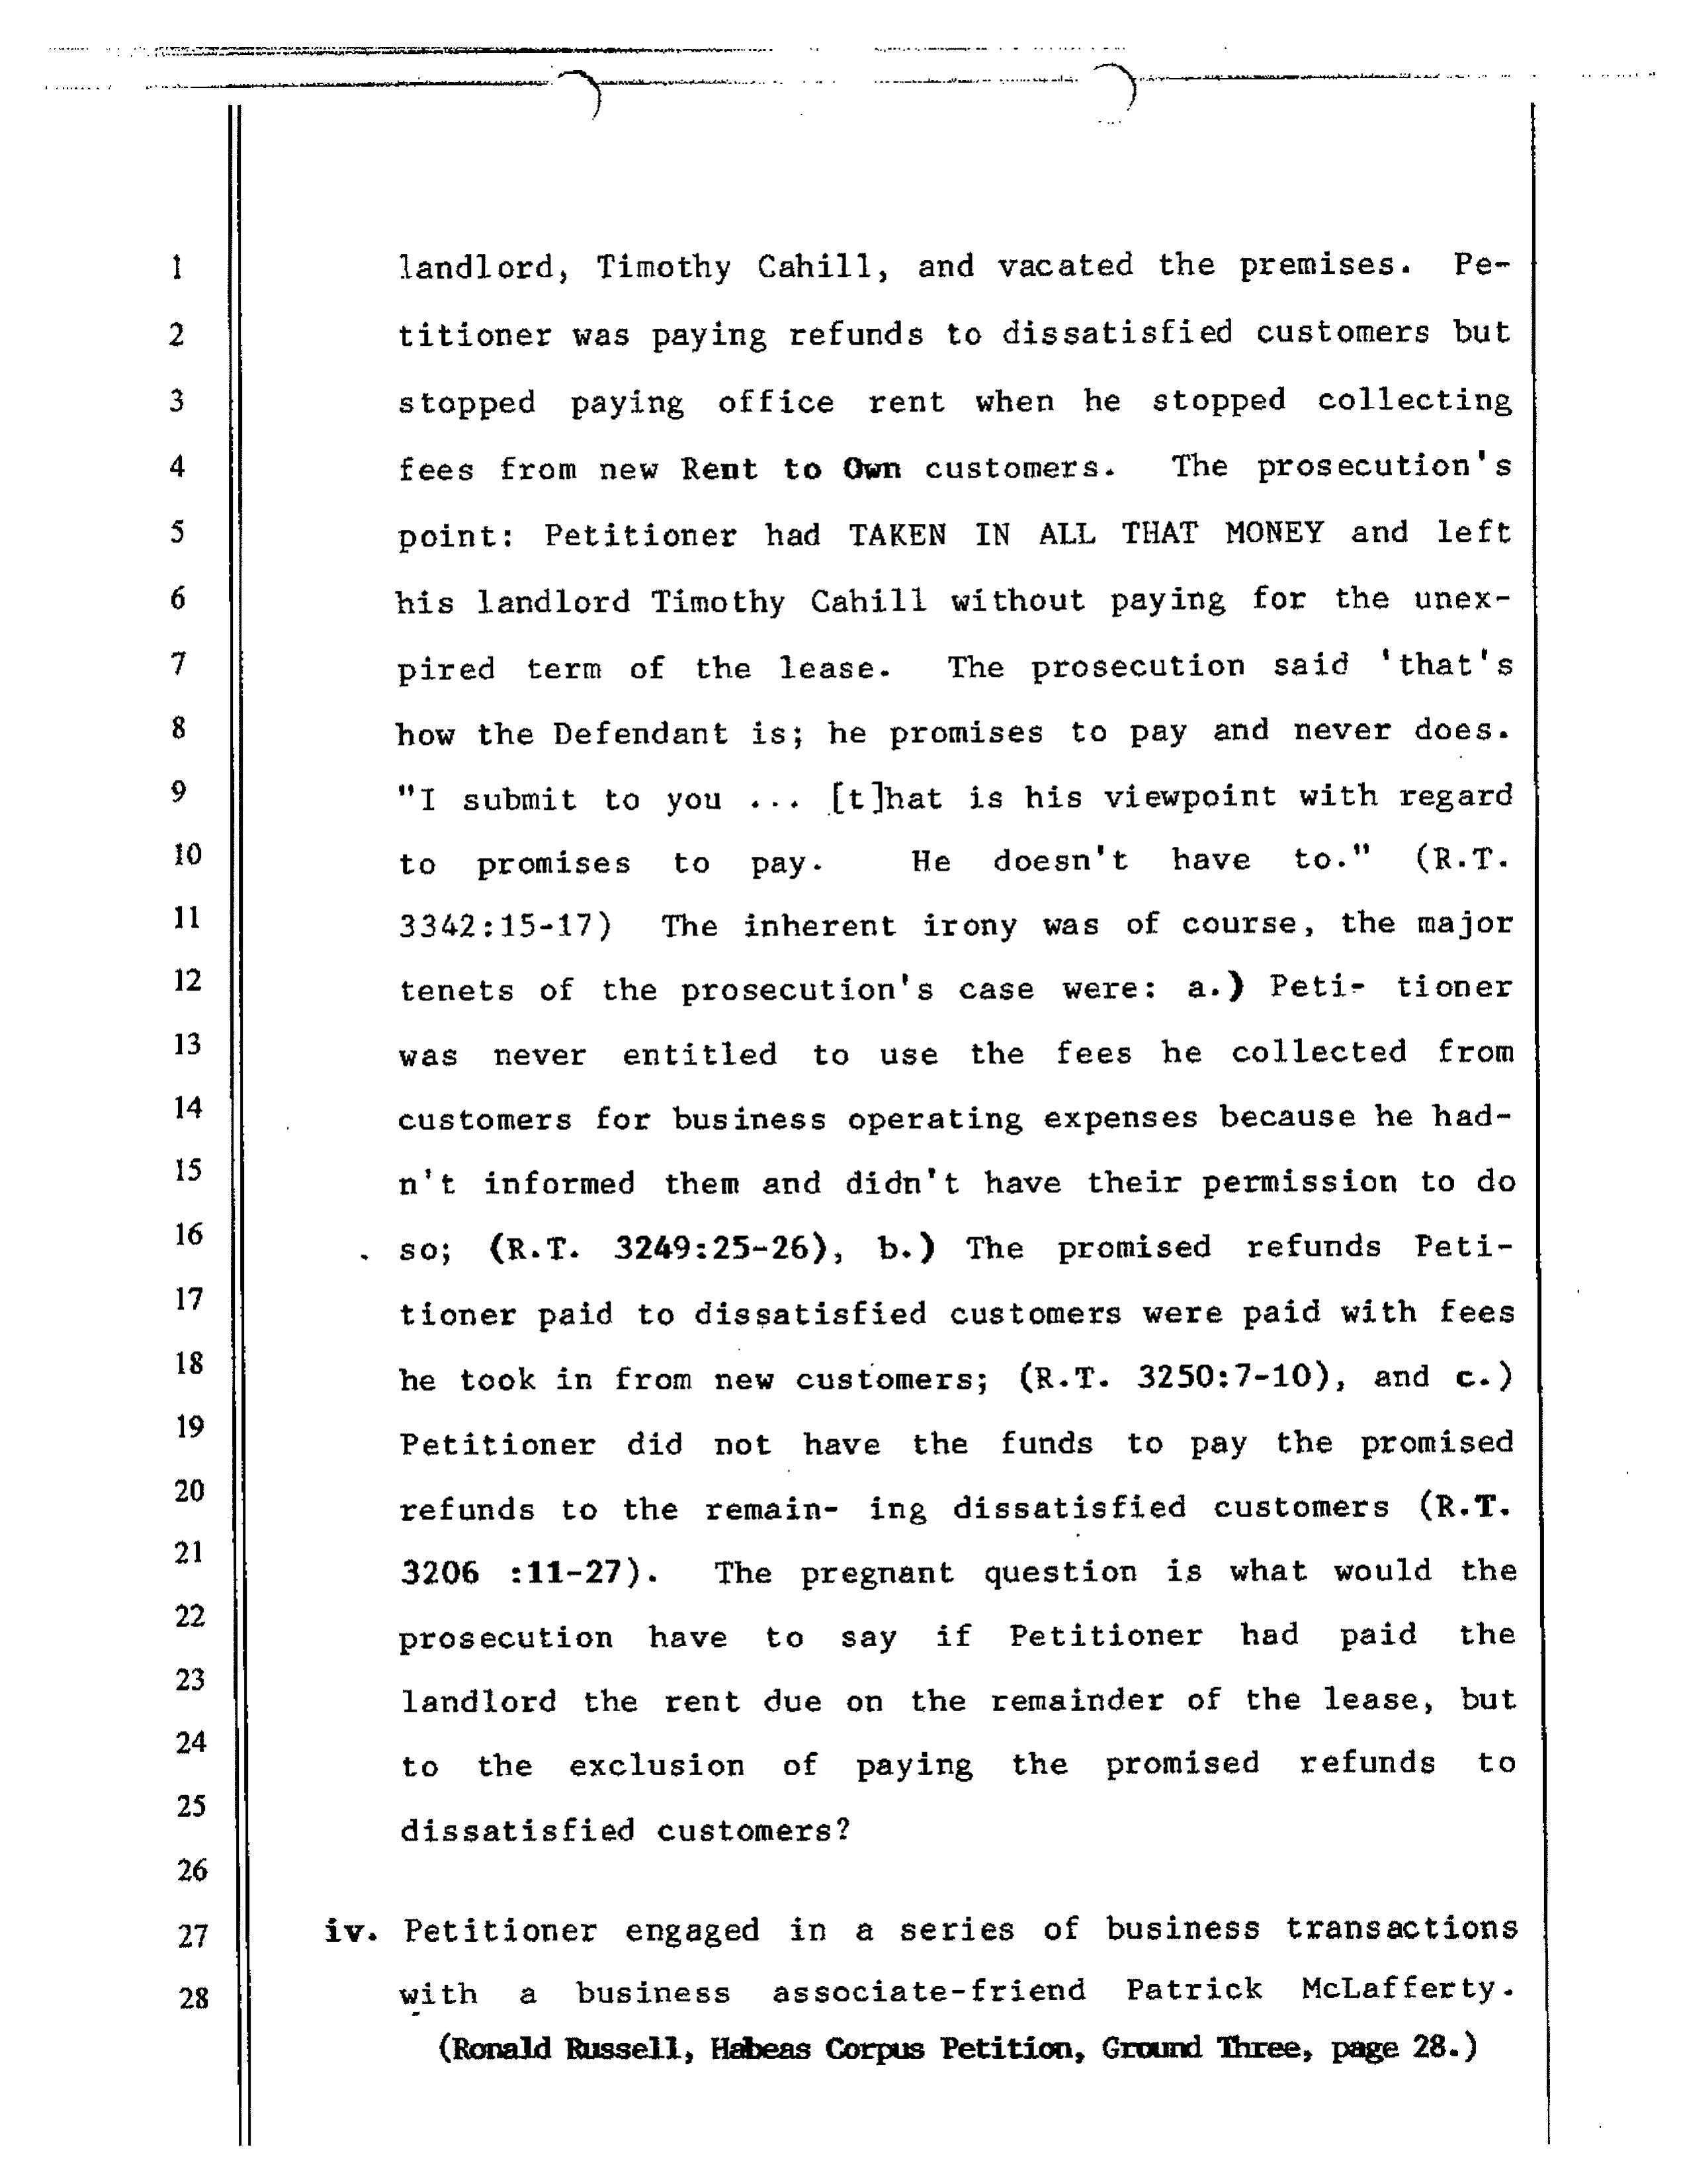 1 landlord, Timothy Cahill, and vacated the premises. Pe-
2 titioner was paying refunds to dissatisfied customers but
3 stopped paying office rent when he stopped collecting
4 fees from new Rent to Own customers. The prosecution's
5 point: Petitioner had TAKEN IN ALL THAT MONEY and left
6 his landlord Timothy Cahill without paying for the unex-
7 pired term of the lease. The prosecution said 'that's
8 how the Defendant is; he promises to pay and never does.
9 "I submit to you ... [t]hat is his viewpoint with regard
10 to promises to pay. He doesn't have to." (R.T.
11 3342:15-17) The inherent irony was of course, the major
12 tenets of the prosecution's case were: a.) Peti- tioner
13 was never entitled to use the fees he collected from
14 customers for business operating expenses because he had-
15 n't informed them and didn't have their permission to do
16 so; (R.T. 3249:25-26), b.) The promised refunds Peti-
17 tioner paid to dissatisfied customers were paid with fees
18 he took in from new customers; (R.T. 3250:7-10), and c.)
19 Petitioner did not have the funds to pay the promised
20 refunds to the remain- ing dissatisfied customers (R.T.
21 3206 :11-27). The pregnant question is what would the
22 prosecution have to say if Petitioner had paid the
23 landlord the rent due on the remainder of the lease, but
24 to the exclusion of paying the promised refunds to
25 dissatisfied customers?
26
27 iv. Petitioner engaged in a series of business transactions
28 with a business associate-friend Patrick McLafferty.
(Ronald Russell, Habeas Corpus Petition, Ground Three, page 28.)